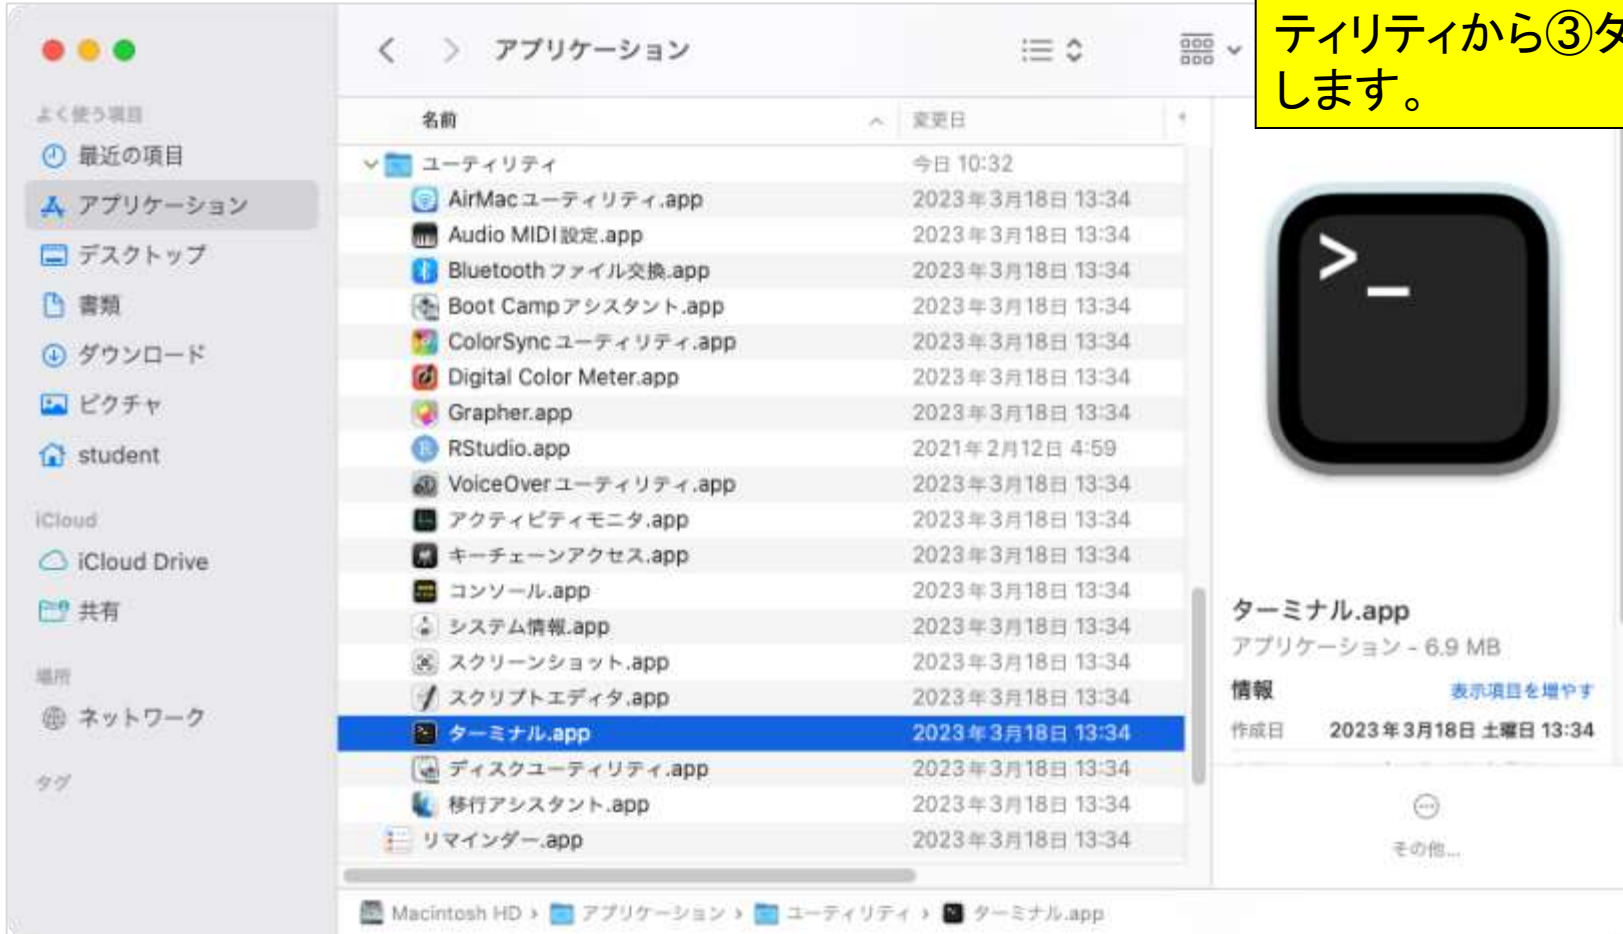 ティリティから③タ
します。
アプリケーション
よく使う項目
最近の項目
アプリケーション
デスクトップ
書類
ダウンロード
ピクチャ
student
iCloud
iCloud Drive
共有
場所
ネットワーク
タグ
名前 変更日
ユーティリティ 今日 10:32
AirMacユーティリティ.app 2023年3月18日 13:34
Audio MIDI設定.app 2023年3月18日 13:34
Bluetoothファイル交換.app 2023年3月18日 13:34
Boot Campアシスタント.app 2023年3月18日 13:34
ColorSyncユーティリティ.app 2023年3月18日 13:34
Digital Color Meter.app 2023年3月18日 13:34
Grapher.app 2023年3月18日 13:34
RStudio.app 2021年2月12日 4:59
VoiceOverユーティリティ.app 2023年3月18日 13:34
アクティビティモニタ.app 2023年3月18日 13:34
キーチェーンアクセス.app 2023年3月18日 13:34
コンソール.app 2023年3月18日 13:34
システム情報.app 2023年3月18日 13:34
スクリーンショット.app 2023年3月18日 13:34
スクリプトエディタ.app 2023年3月18日 13:34
ターミナル.app 2023年3月18日 13:34
ディスクユーティリティ.app 2023年3月18日 13:34
移行アシスタント.app 2023年3月18日 13:34
リマインダー.app 2023年3月18日 13:34
>_
ターミナル.app
アプリケーション - 6.9 MB
情報 表示項目を増やす
作成日 2023年3月18日 土曜日 13:34
その他...
Macintosh HD › アプリケーション › ユーティリティ › ターミナル.app